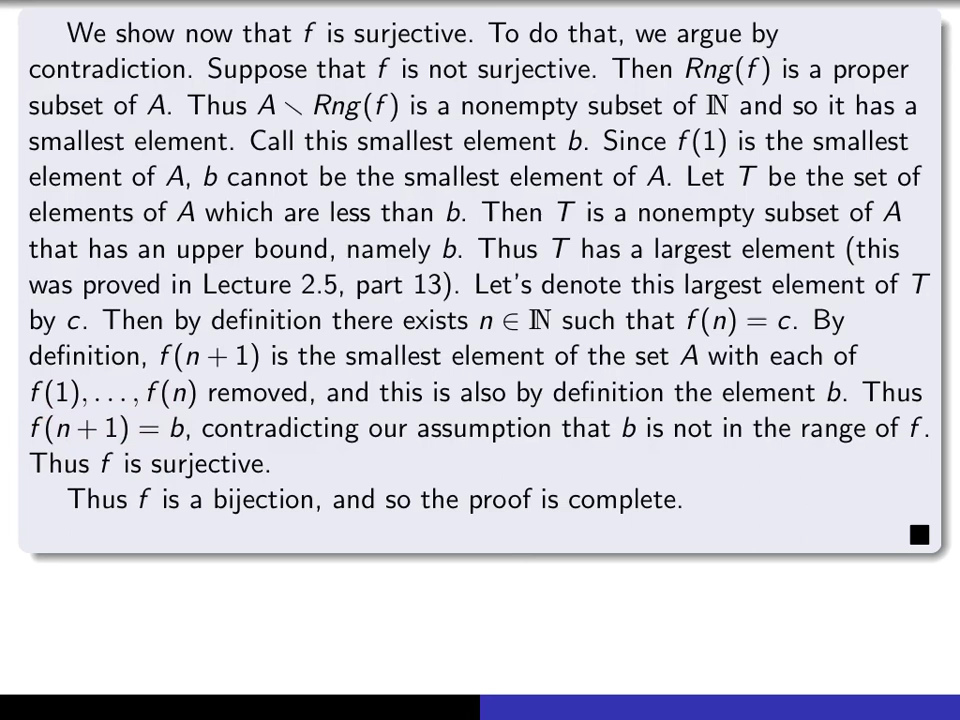 We show now that f is surjective. To do that, we argue by
contradiction. Suppose that f is not surjective. Then Rng(f) is a proper
subset of A. Thus A ∖ Rng(f) is a nonempty subset of ℕ and so it has a
smallest element. Call this smallest element b. Since f(1) is the smallest
element of A, b cannot be the smallest element of A. Let T be the set of
elements of A which are less than b. Then T is a nonempty subset of A
that has an upper bound, namely b. Thus T has a largest element (this
was proved in Lecture 2.5, part 13). Let's denote this largest element of T
by c. Then by definition there exists n ∈ ℕ such that f(n) = c. By
definition, f(n + 1) is the smallest element of the set A with each of
f(1), . . . , f(n) removed, and this is also by definition the element b. Thus
f(n + 1) = b, contradicting our assumption that b is not in the range of f.
Thus f is surjective.
Thus f is a bijection, and so the proof is complete.
■